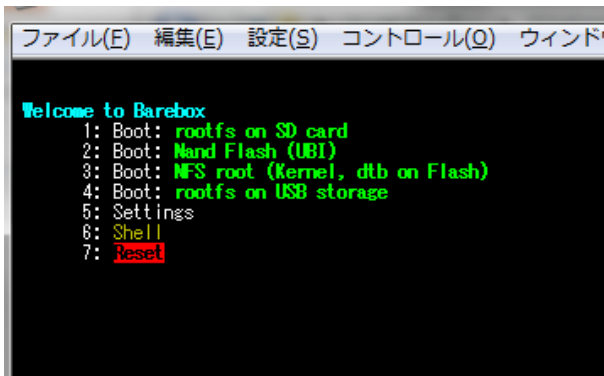 ファイル(F) 編集(E) 設定(S) コントロール(O) ウィンド
Welcome to Barebox
1: Boot: rootfs on SD card
2: Boot: Nand Flash (UBI)
3: Boot: NFS root (Kernel, dtb on Flash)
4: Boot: rootfs on USB storage
5: Settings
6: Shell
7: Reset